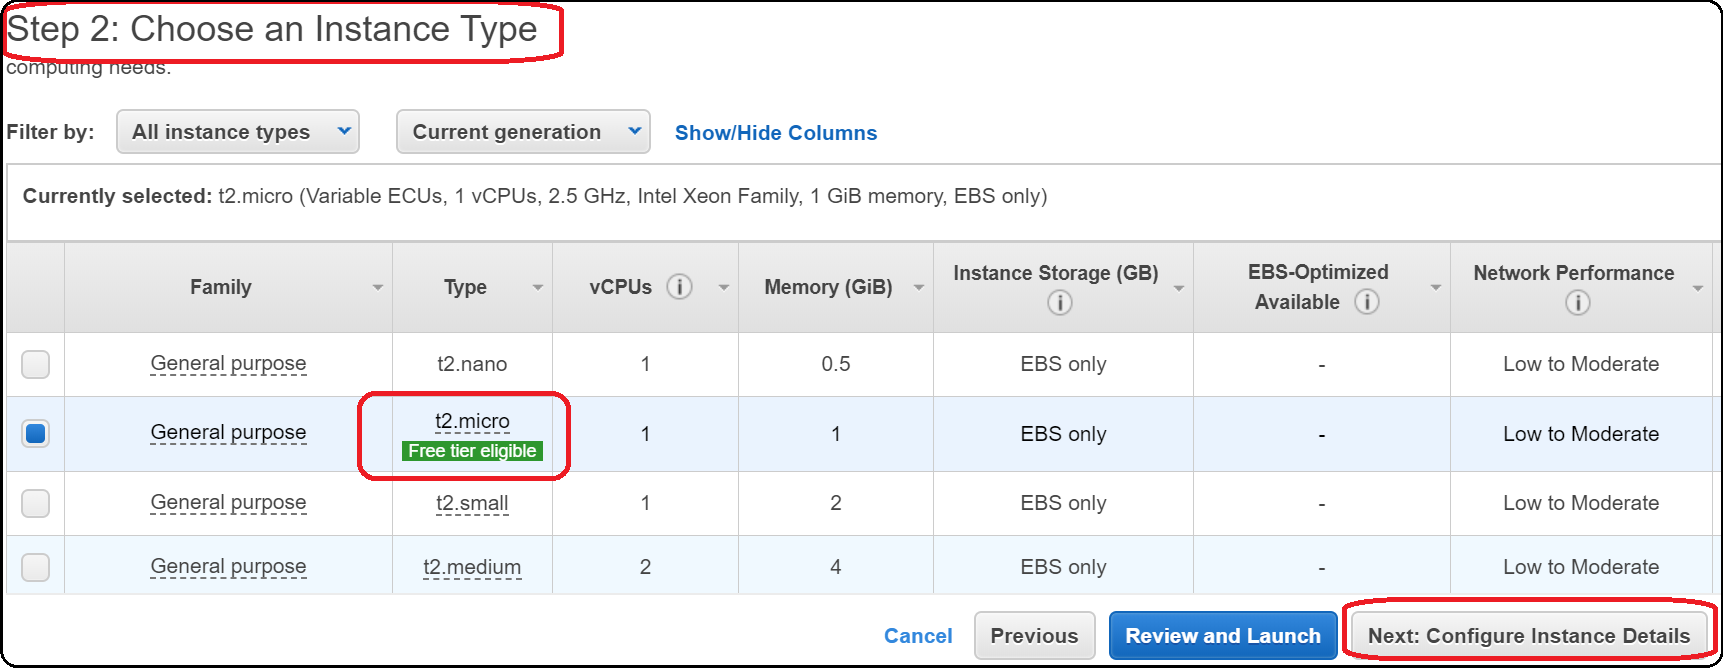 Step 2: Choose an Instance Type
computing needs.
Filter by: All instance types Current generation Show/Hide Columns
Currently selected: t2.micro (Variable ECUs, 1 vCPUs, 2.5 GHz, Intel Xeon Family, 1 GiB memory, EBS only)
Family Type vCPUs i Memory (GiB) Instance Storage (GB) i EBS-Optimized Available i Network Performance i
General purpose t2.nano 1 0.5 EBS only - Low to Moderate
General purpose t2.micro Free tier eligible 1 1 EBS only - Low to Moderate
General purpose t2.small 1 2 EBS only - Low to Moderate
General purpose t2.medium 2 4 EBS only - Low to Moderate
Cancel Previous Review and Launch Next: Configure Instance Details